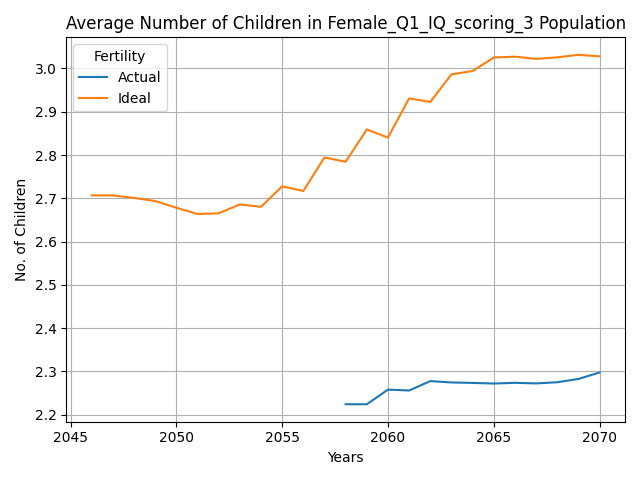 Average Number of Children in Female_Q1_IQ_scoring_3 Population
Fertility
Actual
Ideal
3.0
2.9
2.8
2.7
2.6
2.5
2.4
2.3
2.2
No. of Children
2045 2050 2055 2060 2065 2070
Years